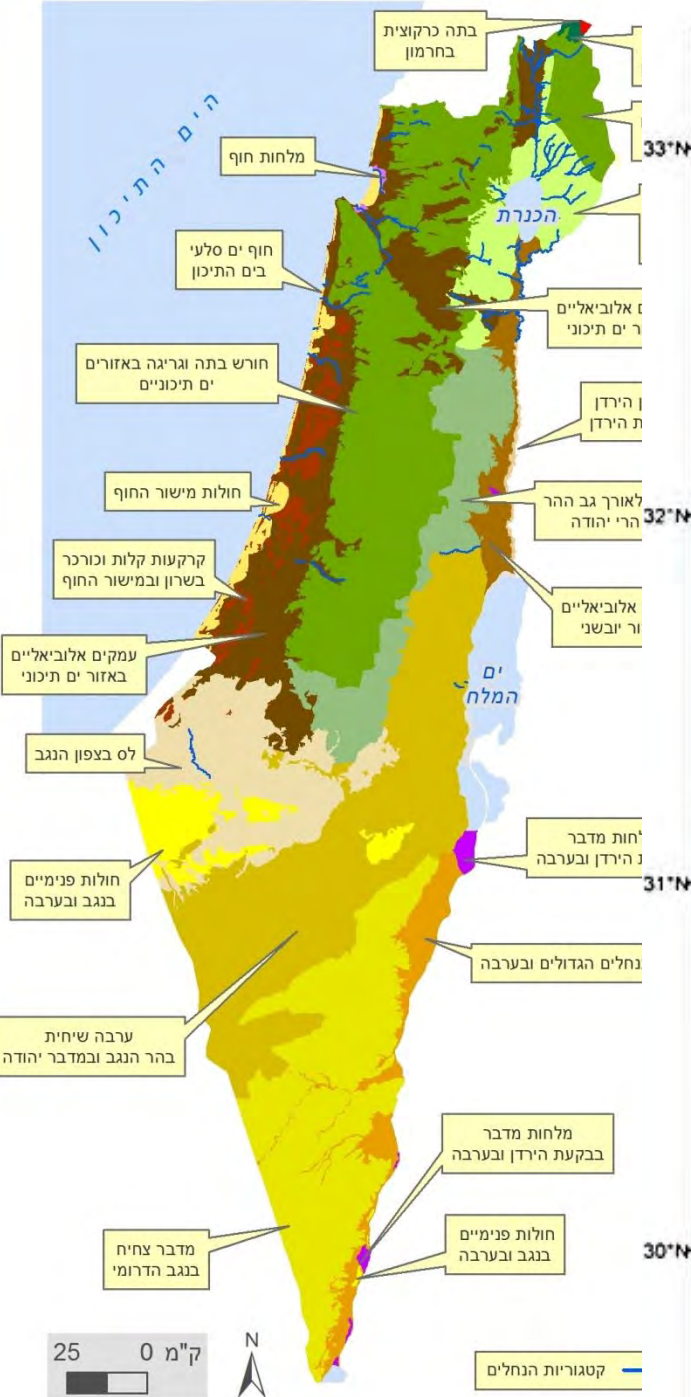 בתה כרקוצית
בחרמון
הים התיכון
33°N
מלחות חוף
הכנרת
חוף ים סלעי
בים התיכון
אלוביאליים
ים תיכוני
חורש בתה וגריגה באזורים
ים תיכוניים
הירדן
ת הירדן
חולות מישור החוף
לאורך גב ההר
הרי יהודה
32°N
קרקעות קלות וכורכר
בשרון ובמישור החוף
אלוביאליים
ור יובשני
עמקים אלוביאליים
באזור ים תיכוני
ים
המלח
לס בצפון הנגב
לחות מדבר
ת הירדן ובערבה
31°N
חולות פנימיים
בנגב ובערבה
נחלים הגדולים ובערבה
ערבה שיחית
בהר הנגב ובמדבר יהודה
מלחות מדבר
בבקעת הירדן ובערבה
חולות פנימיים
בנגב ובערבה
30°N
מדבר צחיח
בנגב הדרומי
25 0 ק"מ
N
קטגוריות הנחלים